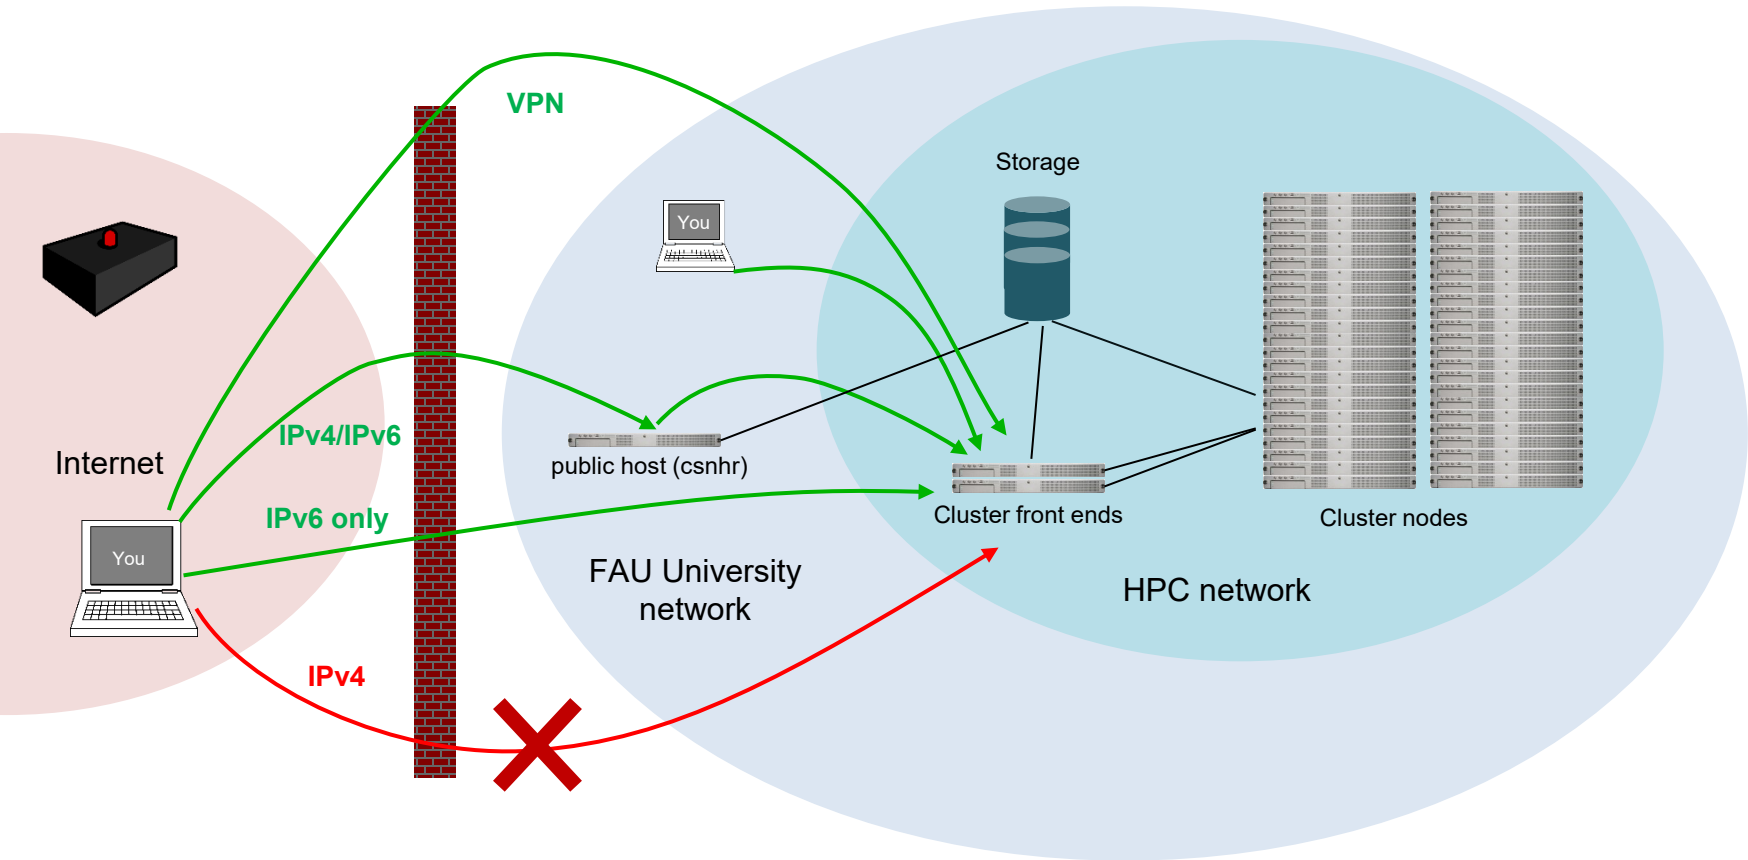 VPN
Storage
You
IPv4/IPv6
Internet
public host (csnhr)
IPv6 only
Cluster front ends
Cluster nodes
You
FAU University
network
HPC network
IPv4